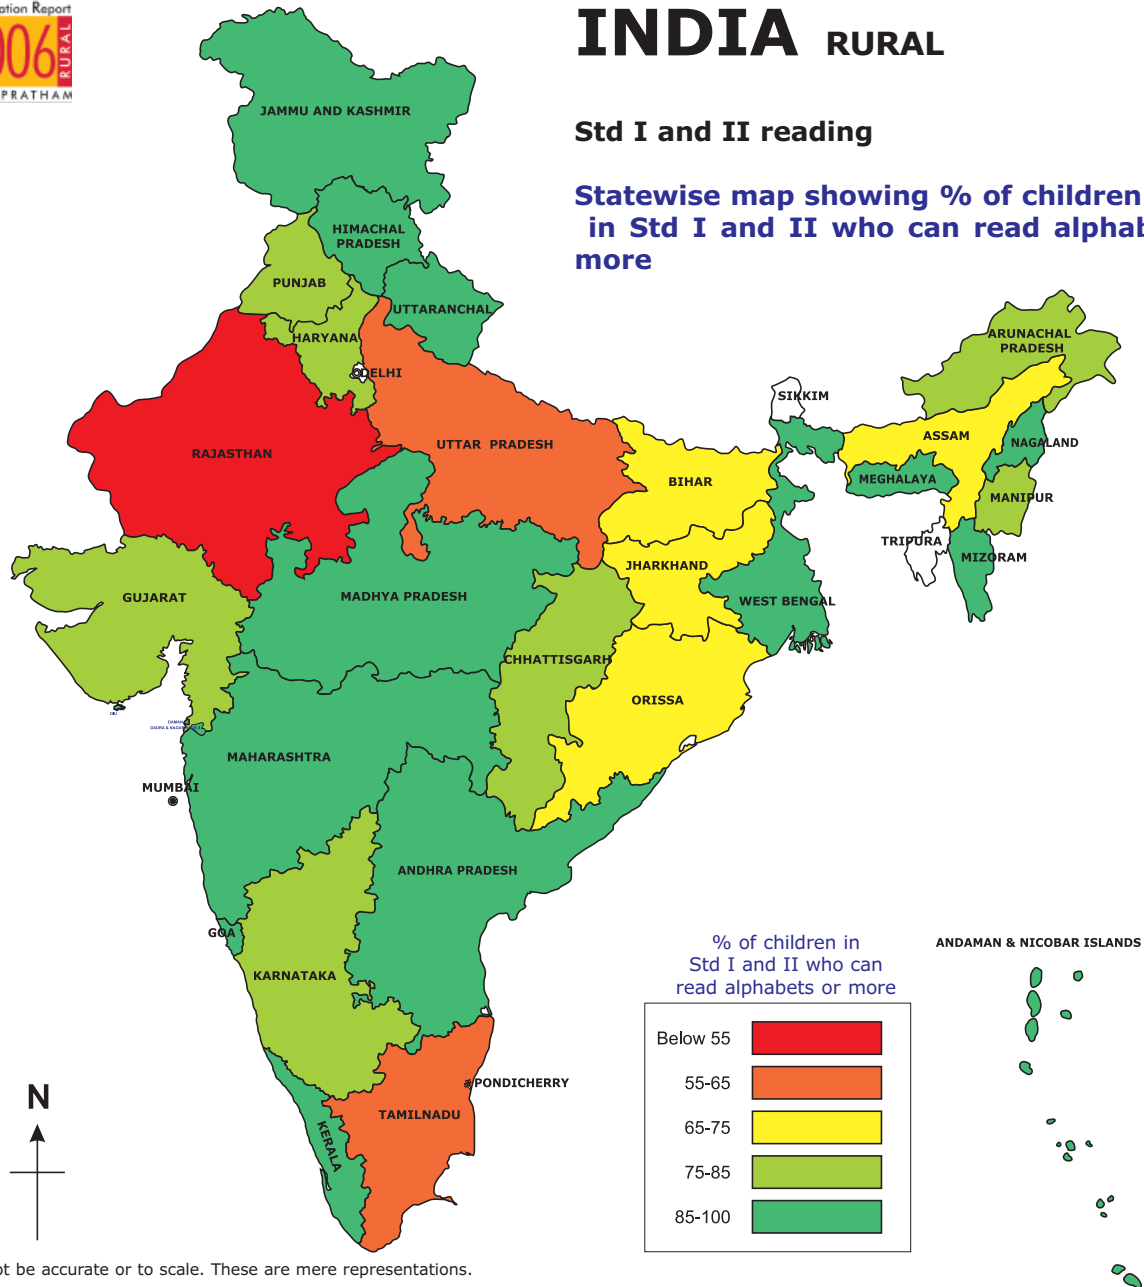 ation Report
006
RURAL
PRATHAM
INDIA RURAL
Std I and II reading
Statewise map showing % of children
in Std I and II who can read alphab
more
JAMMU AND KASHMIR
HIMACHAL
PRADESH
PUNJAB
UTTARANCHAL
HARYANA
DELHI
ARUNACHAL
PRADESH
SIKKIM
RAJASTHAN
UTTAR PRADESH
BIHAR
ASSAM
NAGALAND
MEGHALAYA
MANIPUR
TRIPURA
MIZORAM
JHARKHAND
GUJARAT
MADHYA PRADESH
WEST BENGAL
CHHATTISGARH
ORISSA
DIU
DAMAN
MAHARASHTRA
MUMBAI
ANDHRA PRADESH
GOA
KARNATAKA
PONDICHERRY
TAMILNADU
KERALA
ANDAMAN & NICOBAR ISLANDS
% of children in
Std I and II who can
read alphabets or more
Below 55
55-65
65-75
75-85
85-100
N
ot be accurate or to scale. These are mere representations.